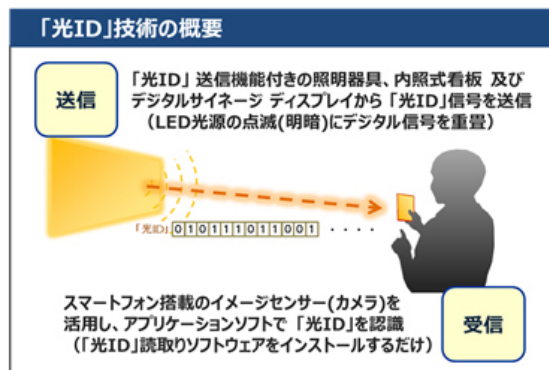 「光ID」技術の概要
送信
「光ID」 送信機能付きの照明器具、内照式看板 及び
デジタルサイネージ ディスプレイから 「光ID」信号を送信
（LED光源の点滅(明暗)にデジタル信号を重畳）
「光ID」 010111011001 ····
スマートフォン搭載のイメージセンサー(カメラ)を
活用し、アプリケーションソフトで 「光ID」を認識
（「光ID」読取りソフトウェアをインストールするだけ）
受信